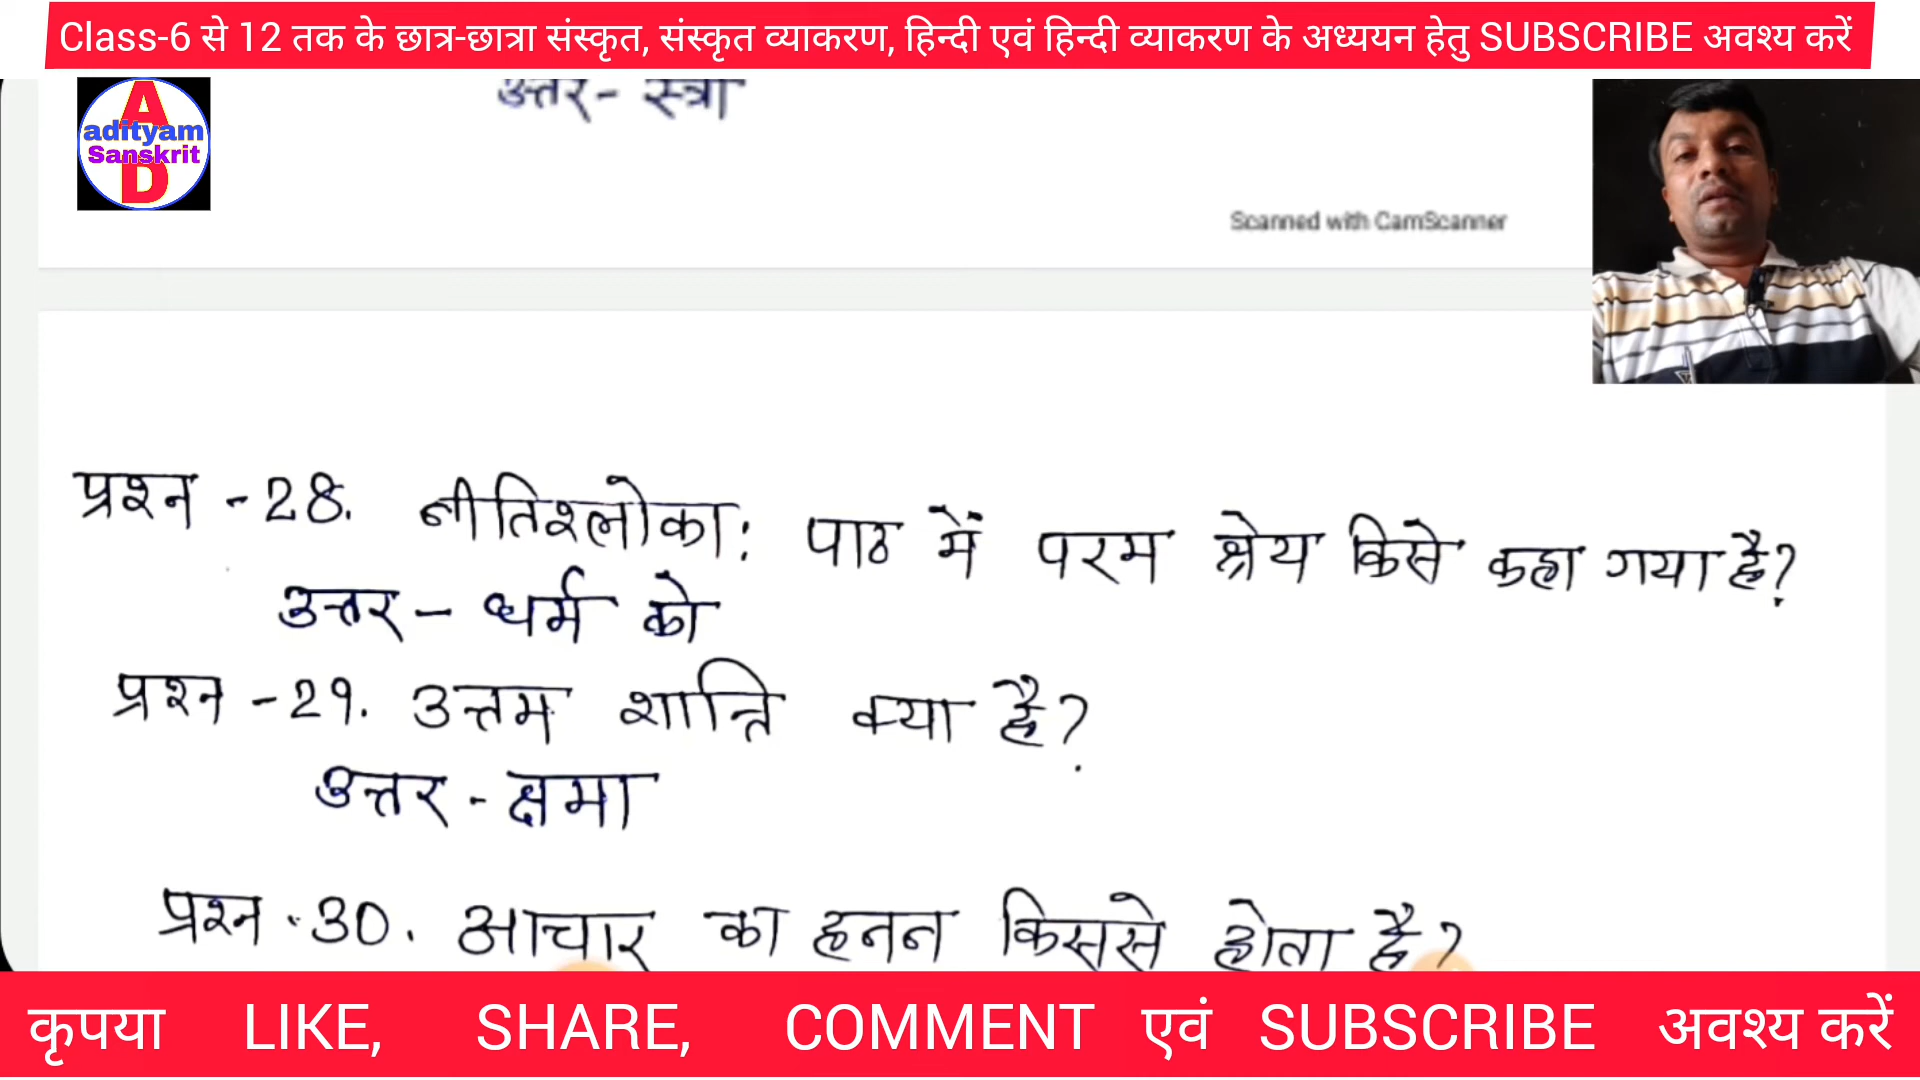 Class-6 से 12 तक के छात्र-छात्रा संस्कृत, संस्कृत व्याकरण, हिन्दी एवं हिन्दी व्याकरण के अध्ययन हेतु SUBSCRIBE अवश्य करें
उत्तर- स्त्री
A
adityam
Sanskrit
D
Scanned with CamScanner
प्रश्न -28. नीतिश्लोका: पाठ में परम श्रेय किसे कहा गया है?
उत्तर - धर्म को
प्रश्न -29. उत्तम शान्ति क्या है?
उत्तर - क्षमा
प्रश्न -30. आचार का हनन किससे होता है?
कृपया LIKE, SHARE, COMMENT एवं SUBSCRIBE अवश्य करें